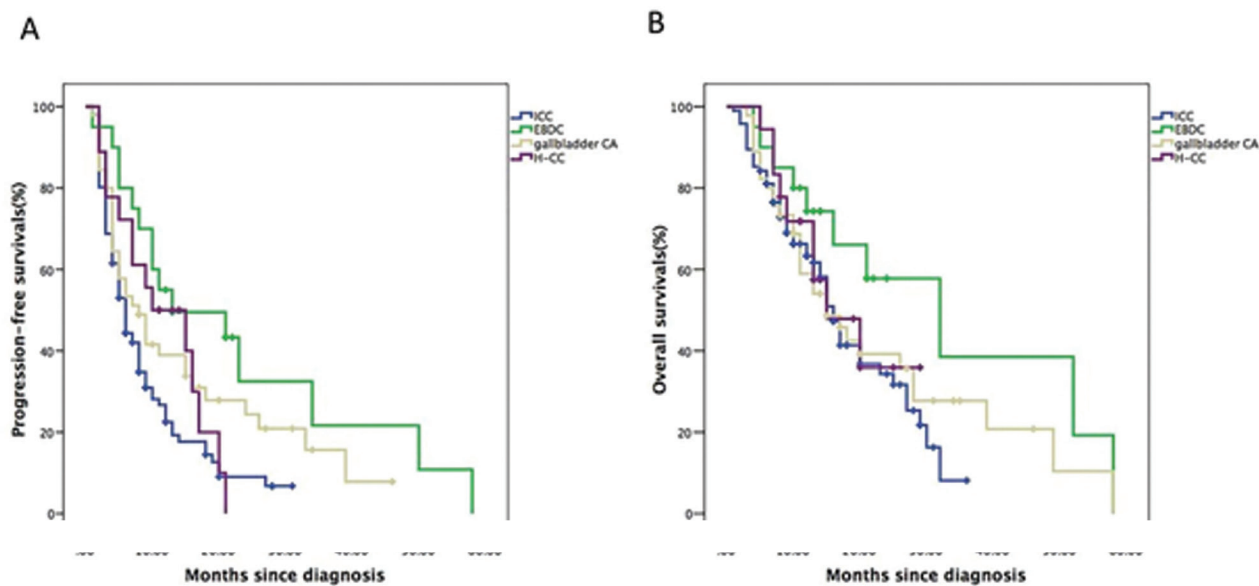 A
B
100
80
60
40
20
0
Progression-free survivals(%)
ICC
EBDC
gallbladder CA
H-CC
Months since diagnosis
100
80
60
40
20
0
Overall survivals(%)
ICC
EBDC
gallbladder CA
H-CC
Months since diagnosis